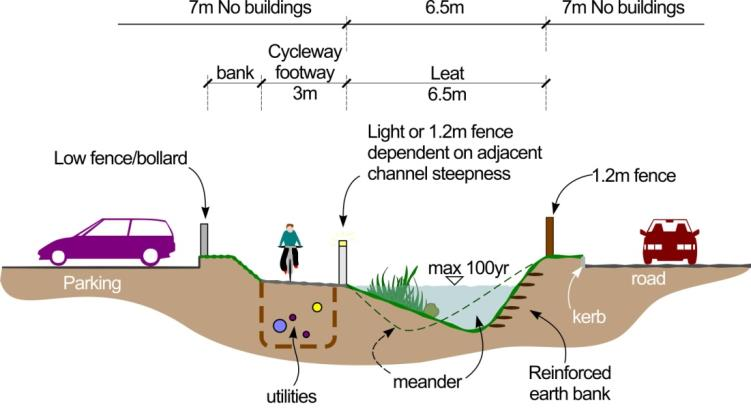 7m No buildings
6.5m
7m No buildings
bank
Cycleway
footway
3m
Leat
6.5m
Low fence/bollard
Light or 1.2m fence
dependent on adjacent
channel steepness
1.2m fence
max 100yr
Parking
road
kerb
utilities
meander
Reinforced
earth bank